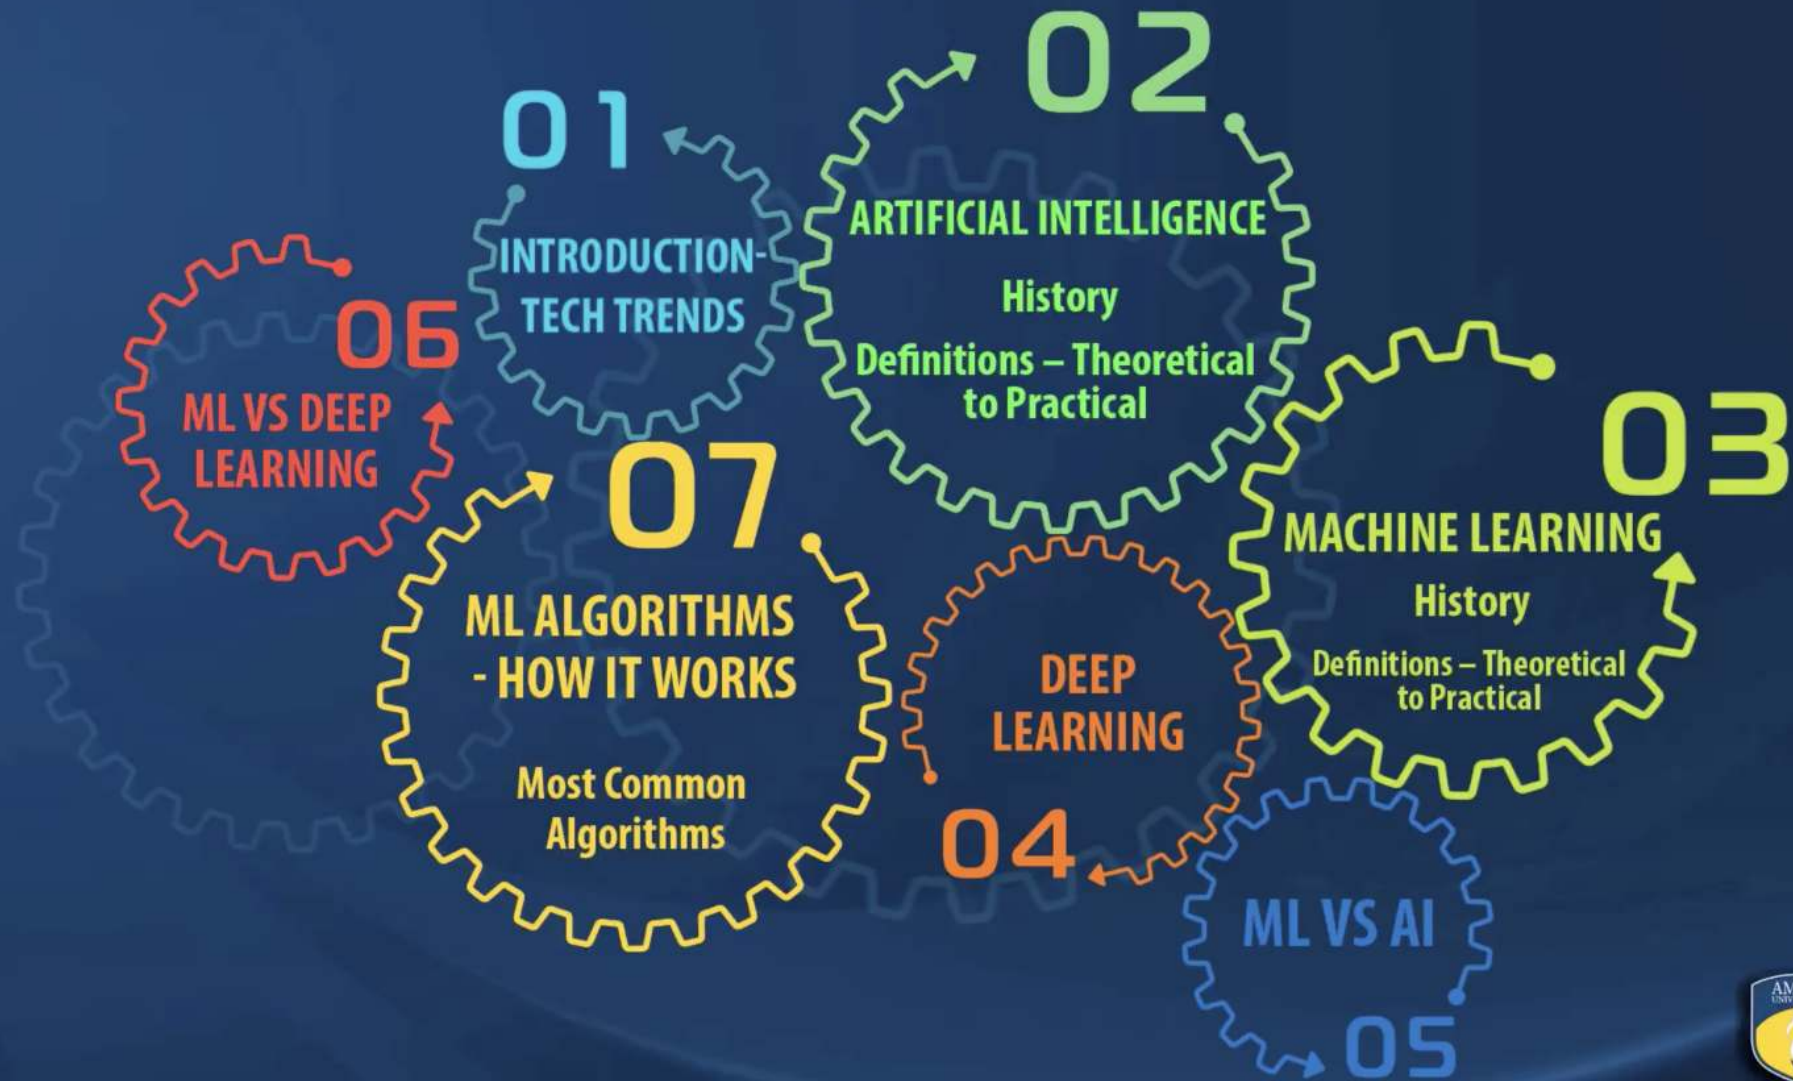 01
INTRODUCTION-
TECH TRENDS
02
ARTIFICIAL INTELLIGENCE
History
Definitions – Theoretical
to Practical
03
MACHINE LEARNING
History
Definitions – Theoretical
to Practical
DEEP
LEARNING
04
ML VS AI
05
06
ML VS DEEP
LEARNING
07
ML ALGORITHMS
- HOW IT WORKS
Most Common
Algorithms